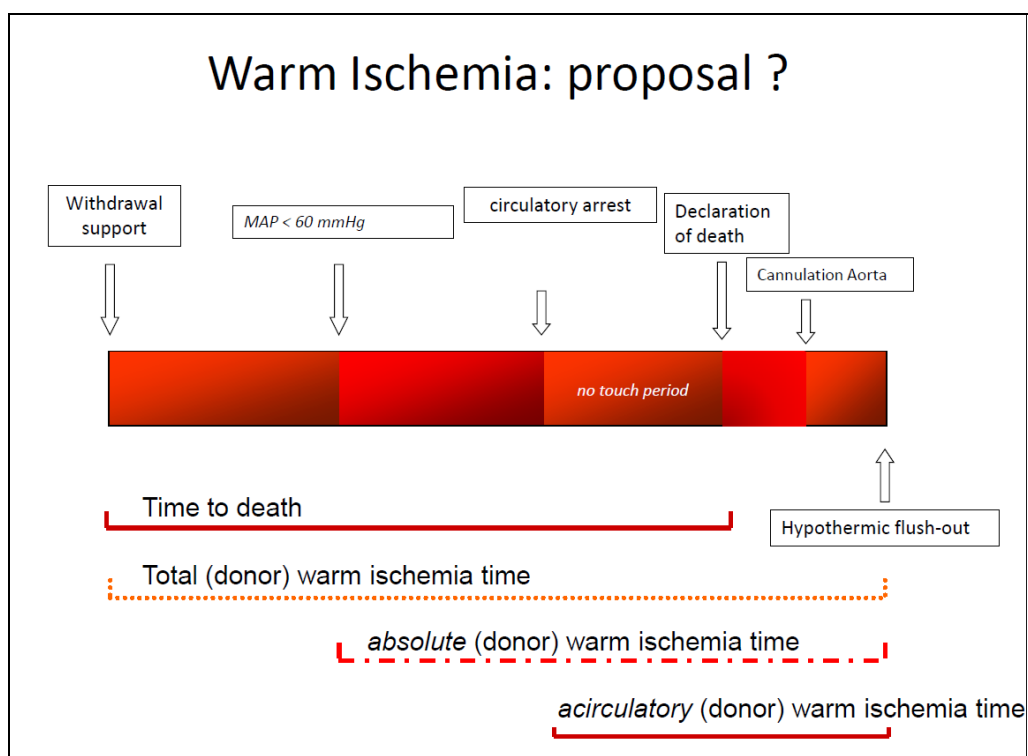 Warm Ischemia: proposal ?
Withdrawal
support
MAP < 60 mmHg
circulatory arrest
Declaration
of death
Cannulation Aorta
no touch period
Time to death
Hypothermic flush-out
Total (donor) warm ischemia time
absolute (donor) warm ischemia time
acirculatory (donor) warm ischemia time